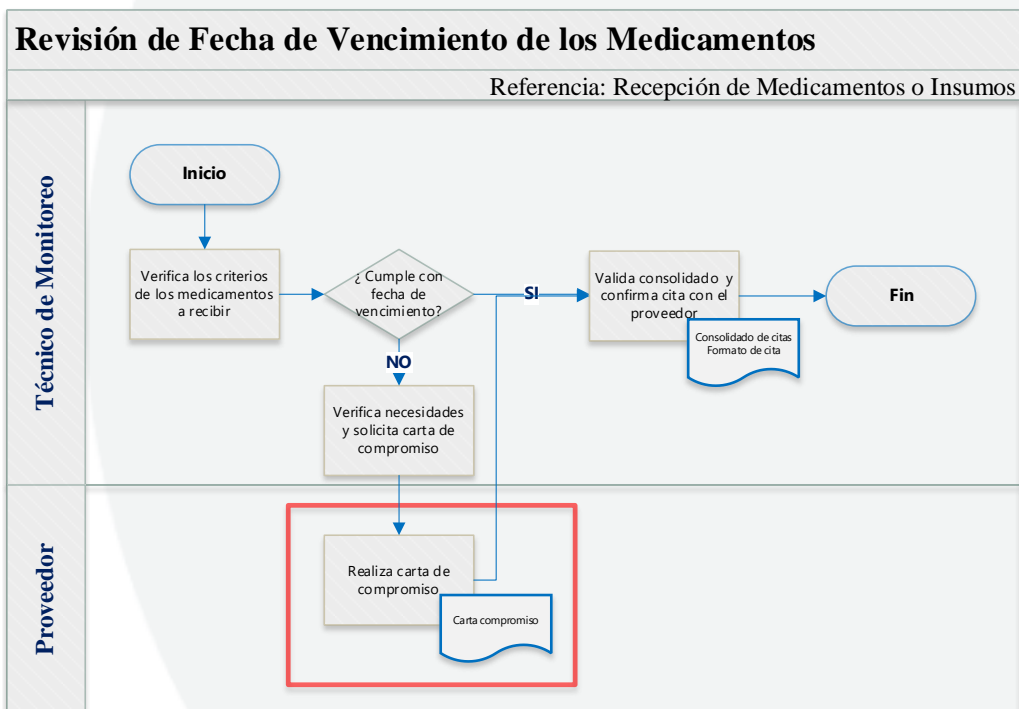 Revisión de Fecha de Vencimiento de los Medicamentos
Referencia: Recepción de Medicamentos o Insumos
Técnico de Monitoreo
Inicio
Verifica los criterios
de los medicamentos
a recibir
¿ Cumple con
fecha de
vencimiento?
SI
Valida consolidado y
confirma cita con el
proveedor
Consolidado de citas
Formato de cita
Fin
NO
Verifica necesidades
y solicita carta de
compromiso
Proveedor
Realiza carta de
compromiso
Carta compromiso